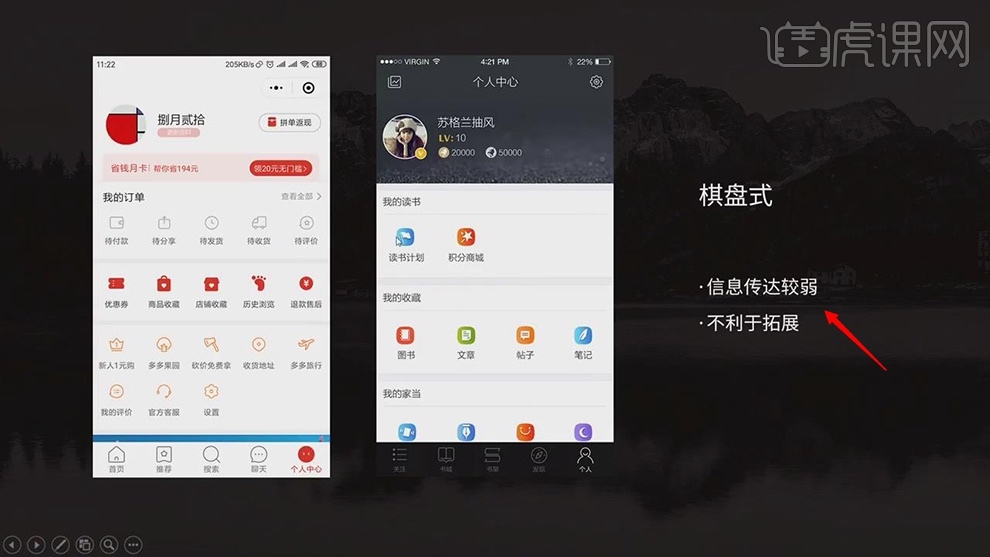 虎课网
11:22 205KB/s 66
捌月贰拾
拼单返现
省钱月卡 帮你省194元 领20元无门槛>
我的订单 查看全部 >
待付款 待分享 待发货 待收货 待评价
优惠券 商品收藏 店铺收藏 历史浏览 退款售后
新人1元购 多多果园 砍价免费拿 收货地址 多多旅行
我的评价 官方客服 设置
首页 推荐 搜索 聊天 个人中心
VIRGIN 4:21 PM 22%
个人中心
苏格兰抽风
LV: 10
20000 50000
我的读书
读书计划 积分商城
我的收藏
图书 文章 帖子 笔记
我的家当
关注 书城 书架 发现 个人
棋盘式
·信息传达较弱
·不利于拓展